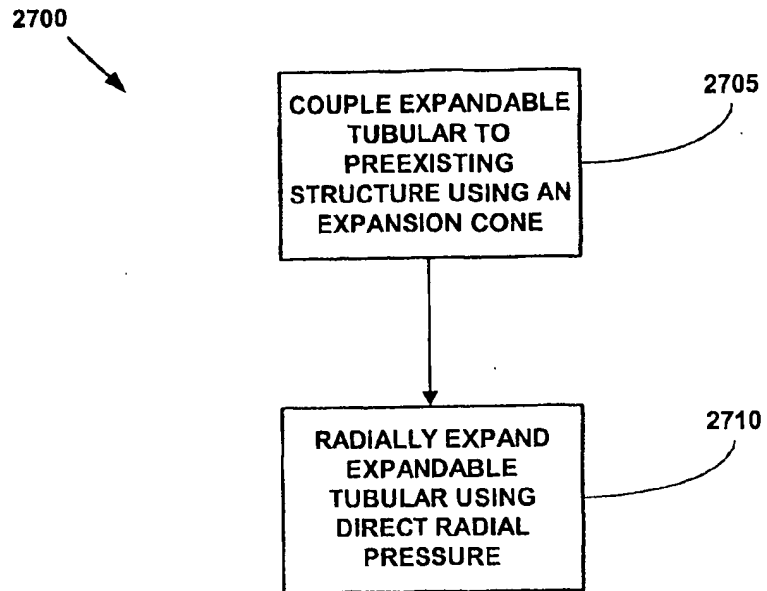 2700
2705
COUPLE EXPANDABLE
TUBULAR TO
PREEXISTING
STRUCTURE USING AN
EXPANSION CONE
2710
RADIALLY EXPAND
EXPANDABLE
TUBULAR USING
DIRECT RADIAL
PRESSURE